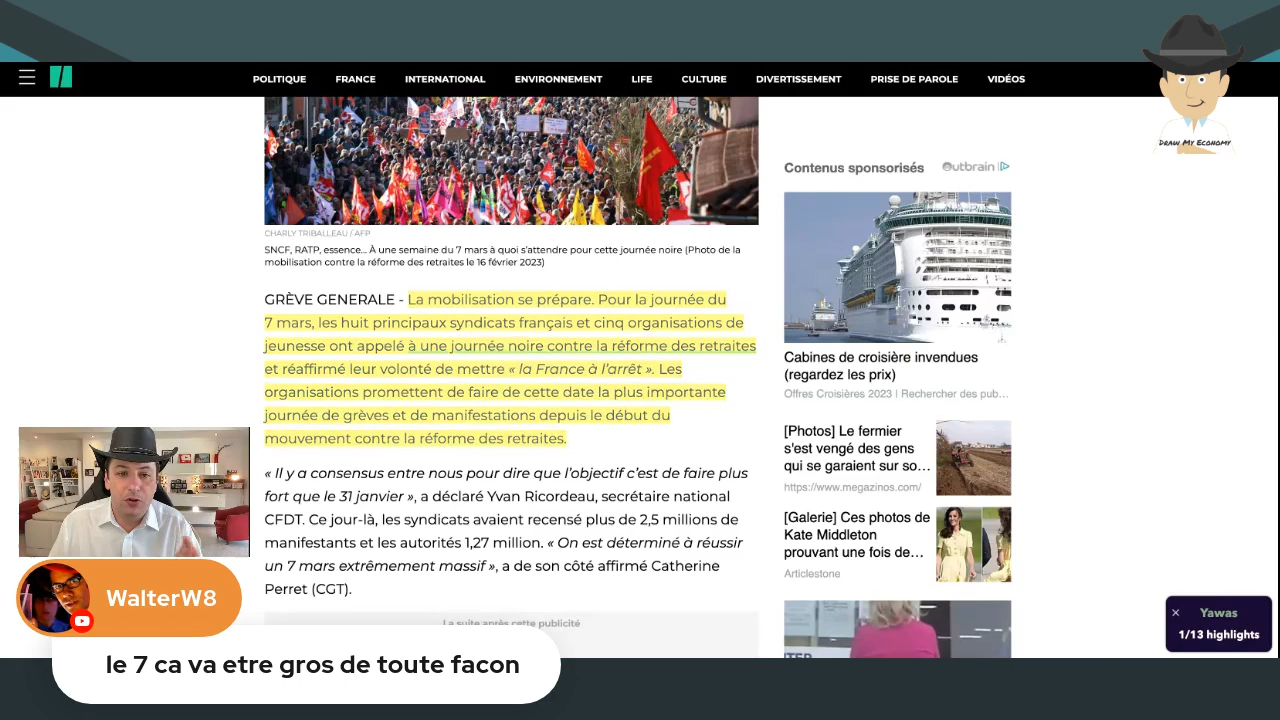 POLITIQUE FRANCE INTERNATIONAL ENVIRONNEMENT LIFE CULTURE DIVERTISSEMENT PRISE DE PAROLE VIDÉOS
DRAW MY ECONOMY
CHARLY TRIBALLEAU / AFP
SNCF, RATP, essence... À une semaine du 7 mars à quoi s'attendre pour cette journée noire (Photo de la
mobilisation contre la réforme des retraites le 16 février 2023)
GRÈVE GENERALE - La mobilisation se prépare. Pour la journée du
7 mars, les huit principaux syndicats français et cinq organisations de
jeunesse ont appelé à une journée noire contre la réforme des retraites
et réaffirmé leur volonté de mettre « la France à l'arrêt ». Les
organisations promettent de faire de cette date la plus importante
journée de grèves et de manifestations depuis le début du
mouvement contre la réforme des retraites.
« Il y a consensus entre nous pour dire que l'objectif c'est de faire plus
fort que le 31 janvier », a déclaré Yvan Ricordeau, secrétaire national
CFDT. Ce jour-là, les syndicats avaient recensé plus de 2,5 millions de
manifestants et les autorités 1,27 million. « On est déterminé à réussir
un 7 mars extrêmement massif », a de son côté affirmé Catherine
Perret (CGT).
La suite après cette publicité
Contenus sponsorisés
Outbrain
Cabines de croisière invendues
(regardez les prix)
Offres Croisières 2023 | Rechercher des pub...
[Photos] Le fermier
s'est vengé des gens
qui se garaient sur so...
https://www.megazinos.com/
[Galerie] Ces photos de
Kate Middleton
prouvant une fois de...
Articlestone
× Yawas
1/13 highlights
WalterW8
le 7 ca va etre gros de toute facon